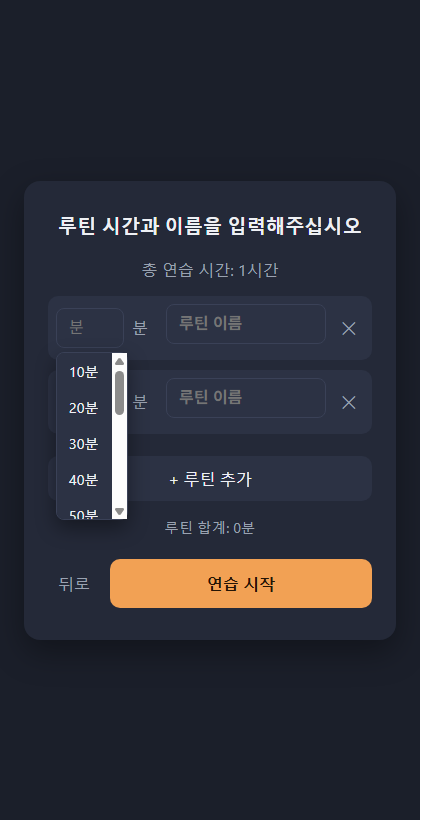 루틴 시간과 이름을 입력해주십시오
총 연습 시간: 1시간
분 분 루틴 이름 ×
10분
20분
분 루틴 이름 ×
30분
40분
+ 루틴 추가
50분
루틴 합계: 0분
뒤로 연습 시작